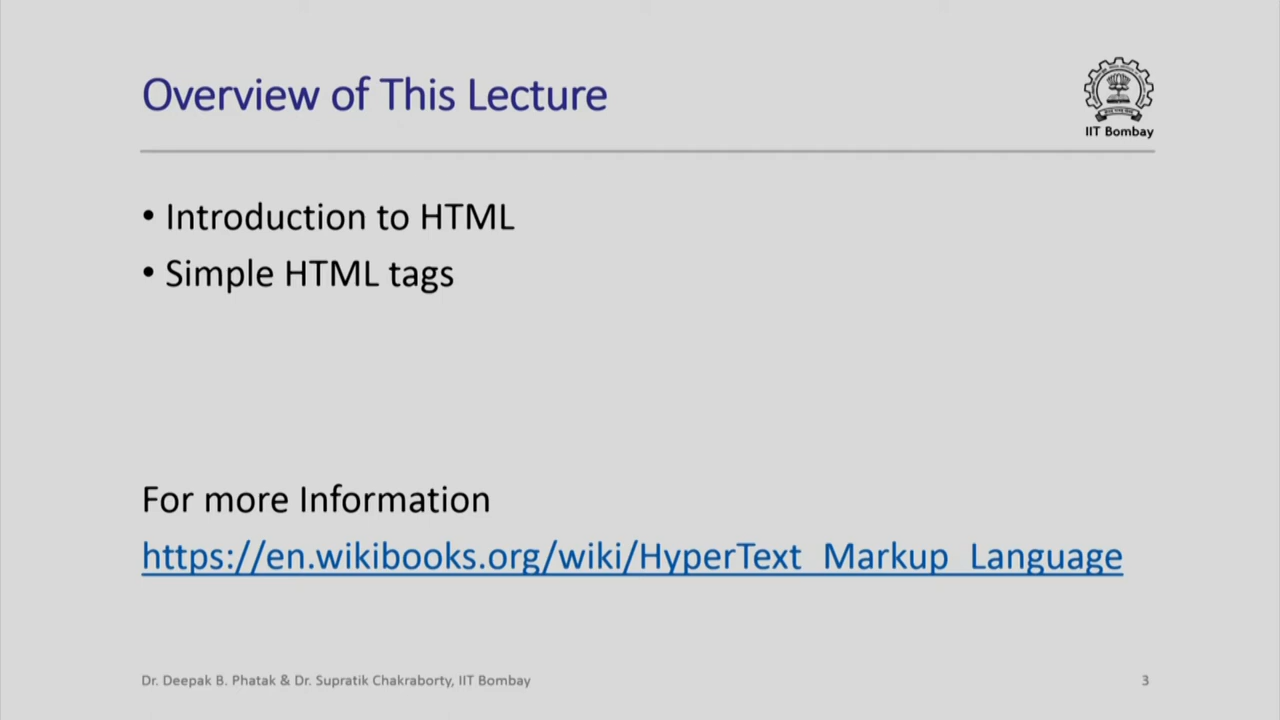 Overview of This Lecture
IIT Bombay
• Introduction to HTML
• Simple HTML tags
For more Information
https://en.wikibooks.org/wiki/HyperText_Markup_Language
Dr. Deepak B. Phatak & Dr. Supratik Chakraborty, IIT Bombay
3